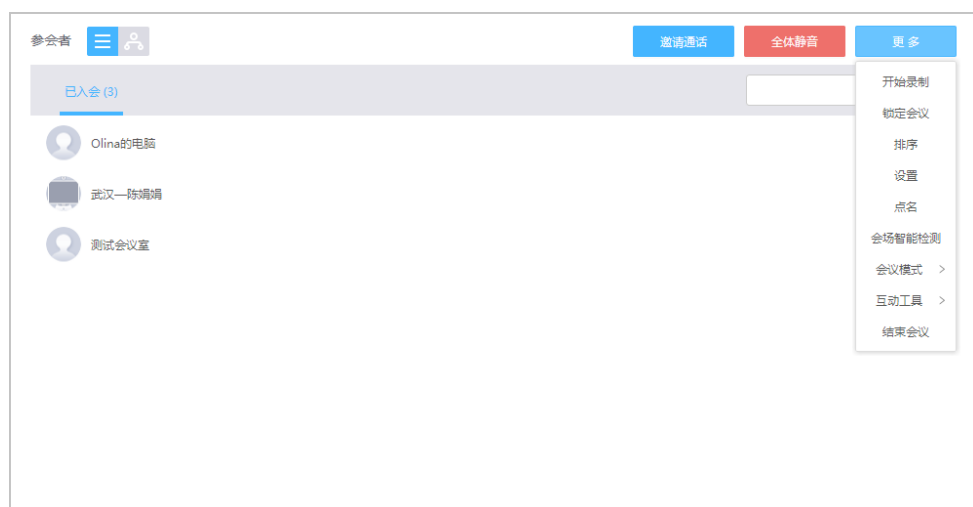 参会者
邀请通话
全体静音
更多
已入会 (3)
开始录制
锁定会议
排序
设置
点名
会场智能检测
会议模式 >
互动工具 >
结束会议
Olina的电脑
武汉—陈娟娟
测试会议室